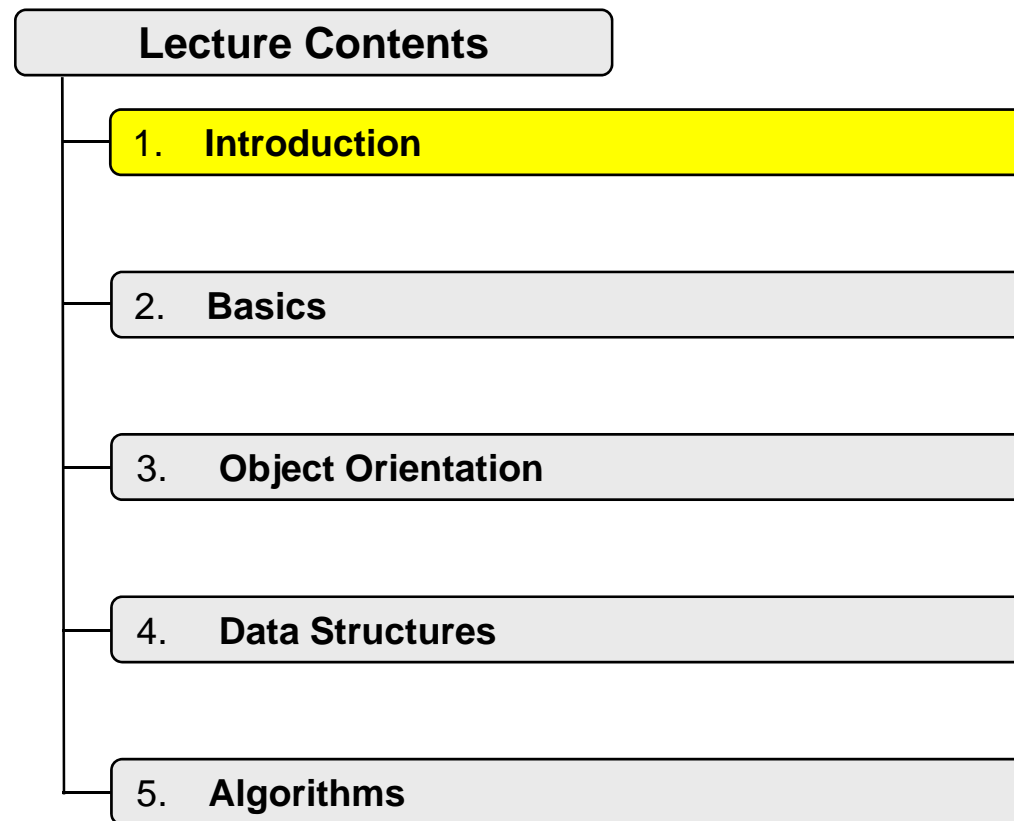 Lecture Contents
1. Introduction
2. Basics
3. Object Orientation
4. Data Structures
5. Algorithms